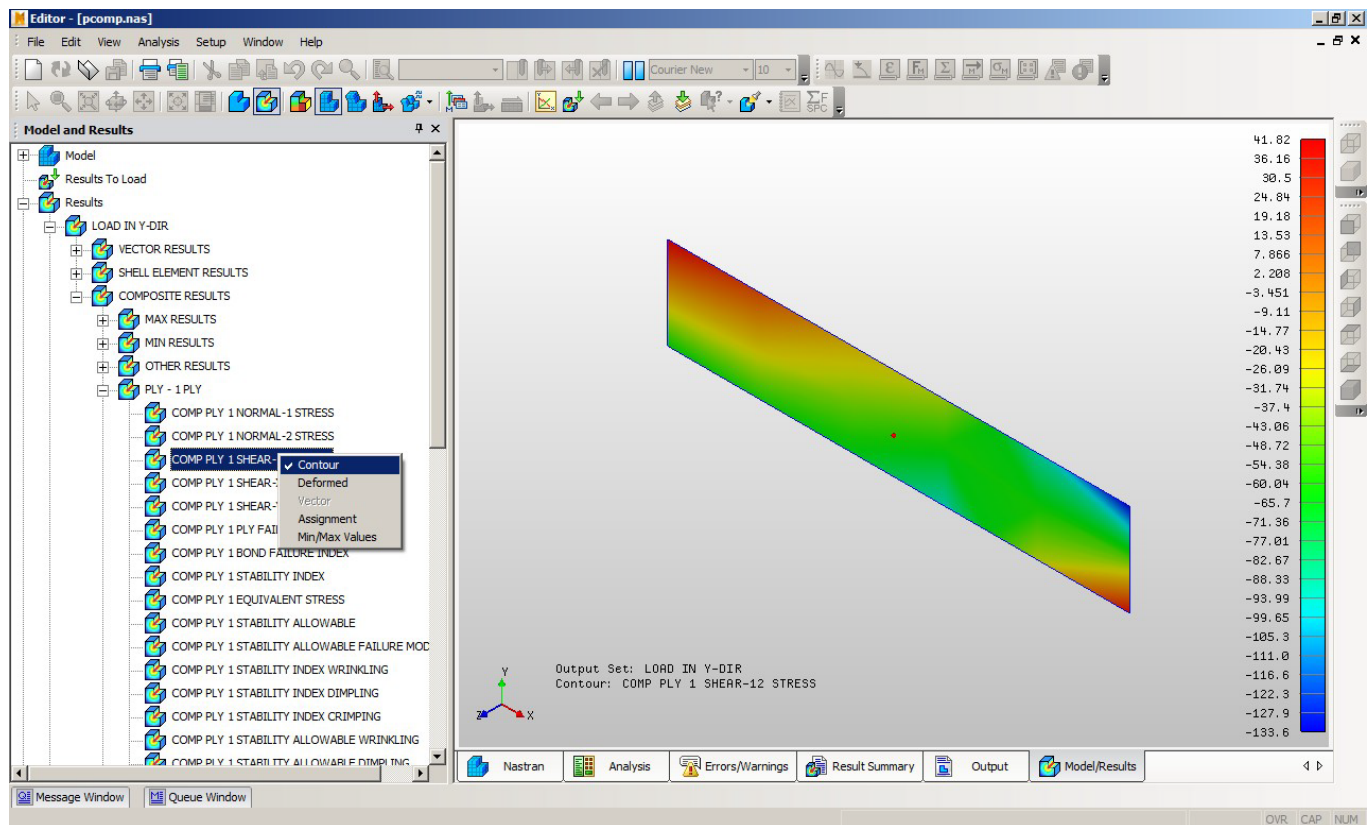 Editor - [pcomp.nas]
File Edit View Analysis Setup Window Help
Courier New 10
Model and Results
Model
Results To Load
Results
LOAD IN Y-DIR
VECTOR RESULTS
SHELL ELEMENT RESULTS
COMPOSITE RESULTS
MAX RESULTS
MIN RESULTS
OTHER RESULTS
PLY - 1 PLY
COMP PLY 1 NORMAL-1 STRESS
COMP PLY 1 NORMAL-2 STRESS
COMP PLY 1 SHEAR-
COMP PLY 1 SHEAR-
COMP PLY 1 SHEAR-
COMP PLY 1 PLY FAI
COMP PLY 1 BOND FAILURE INDEX
COMP PLY 1 STABILITY INDEX
COMP PLY 1 EQUIVALENT STRESS
COMP PLY 1 STABILITY ALLOWABLE
COMP PLY 1 STABILITY ALLOWABLE FAILURE MOD
COMP PLY 1 STABILITY INDEX WRINKLING
COMP PLY 1 STABILITY INDEX DIMPLING
COMP PLY 1 STABILITY INDEX CRIMPING
COMP PLY 1 STABILITY ALLOWABLE WRINKLING
COMP PLY 1 STABILITY ALLOWABLE DIMPLING
Contour
Deformed
Vector
Assignment
Min/Max Values
41.82
36.16
30.5
24.84
19.18
13.53
7.866
2.208
-3.451
-9.11
-14.77
-20.43
-26.09
-31.74
-37.4
-43.06
-48.72
-54.38
-60.04
-65.7
-71.36
-77.01
-82.67
-88.33
-93.99
-99.65
-105.3
-111.0
-116.6
-122.3
-127.9
-133.6
Y
Z X
Output Set: LOAD IN Y-DIR
Contour: COMP PLY 1 SHEAR-12 STRESS
Nastran Analysis Errors/Warnings Result Summary Output Model/Results
Message Window Queue Window
OVR CAP NUM